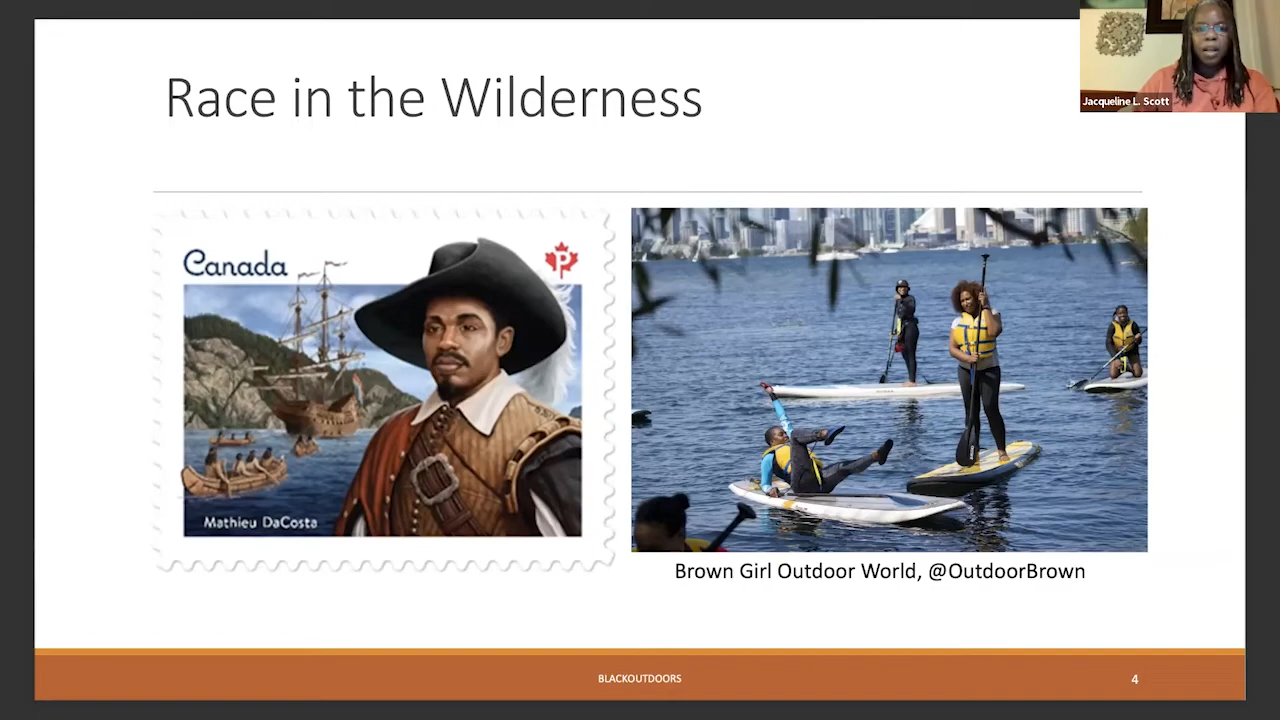 Race in the Wilderness
Jacqueline L. Scott
Canada
P
Mathieu DaCosta
Brown Girl Outdoor World, @OutdoorBrown
BLACKOUTDOORS
4